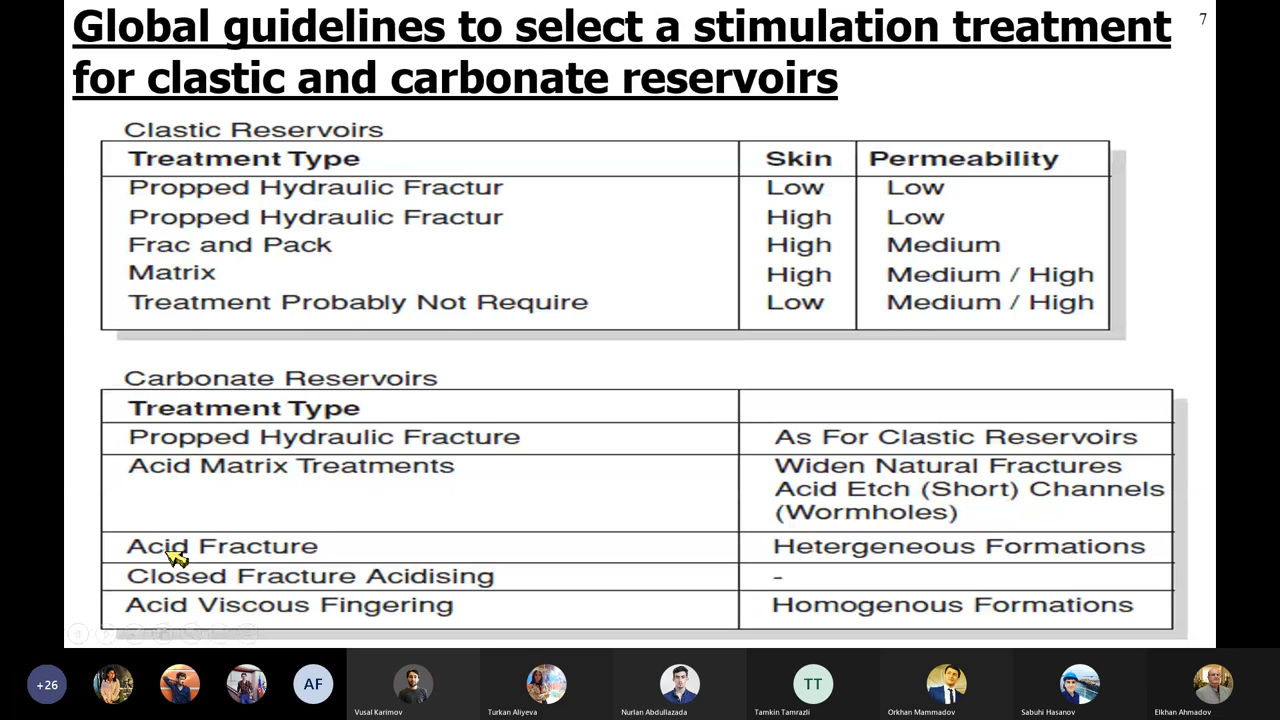 Global guidelines to select a stimulation treatment
for clastic and carbonate reservoirs
7
Clastic Reservoirs
Treatment Type Skin Permeability
Propped Hydraulic Fractur Low Low
Propped Hydraulic Fractur High Low
Frac and Pack High Medium
Matrix High Medium / High
Treatment Probably Not Require Low Medium / High
Carbonate Reservoirs
Treatment Type
Propped Hydraulic Fracture As For Clastic Reservoirs
Acid Matrix Treatments Widen Natural Fractures
Acid Etch (Short) Channels
(Wormholes)
Acid Fracture Hetergeneous Formations
Closed Fracture Acidising -
Acid Viscous Fingering Homogenous Formations
+26 AF TT
Vusal Karimov Turkan Aliyeva Nurlan Abdullazada Tamkin Tamrazli Orkhan Mammadov Sabuhi Hasanov Elkhan Ahmadov